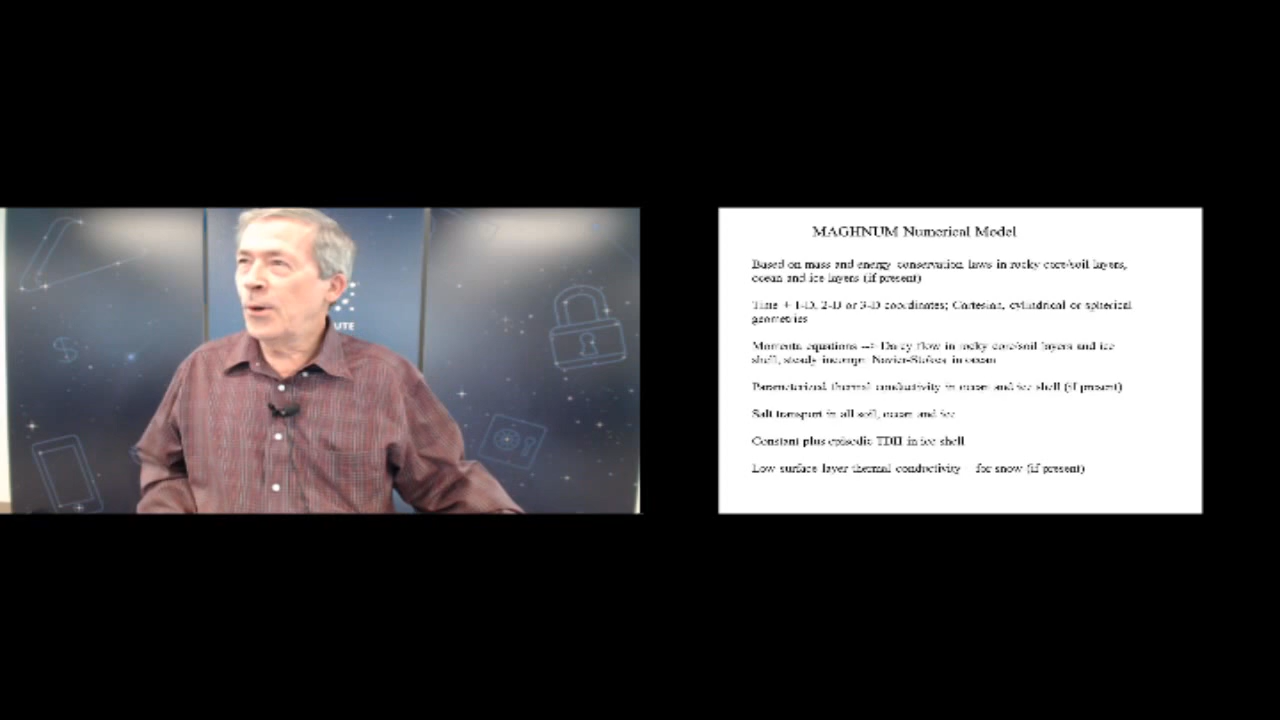 UTE
$
MAGHNUM Numerical Model
Based on mass and energy conservation laws in rocky core/soil layers,
ocean and ice layers (if present)
Time + 1-D, 2-D or 3-D coordinates; Cartesian, cylindrical or spherical
geometries
Momenta equations --> Darcy flow in rocky core/soil layers and ice
shell, steady incompr. Navier-Stokes in ocean
Parameterized thermal conductivity in ocean and ice shell (if present)
Salt transport in all soil, ocean and ice
Constant plus episodic TDH in ice shell
Low surface layer thermal conductivity for snow (if present)